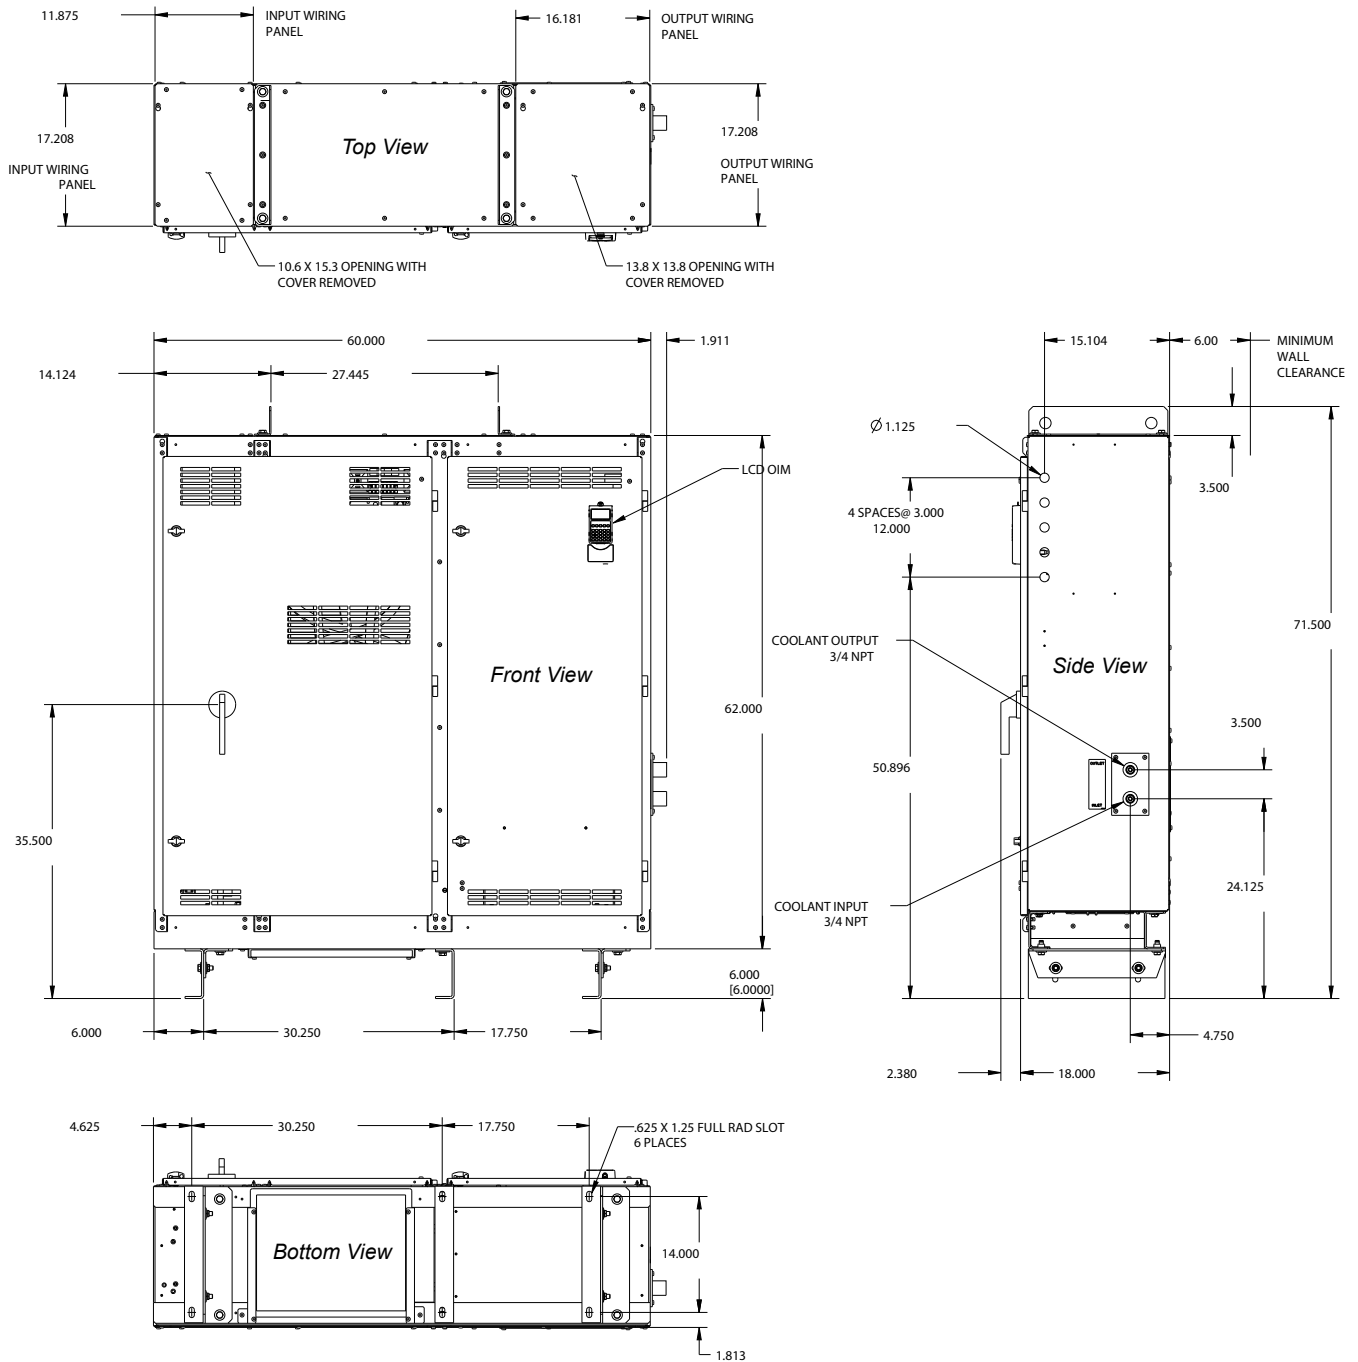 11.875
INPUT WIRING
PANEL
16.181
OUTPUT WIRING
PANEL
17.208
INPUT WIRING
PANEL
Top View
17.208
OUTPUT WIRING
PANEL
10.6 X 15.3 OPENING WITH
COVER REMOVED
13.8 X 13.8 OPENING WITH
COVER REMOVED
60.000
1.911
14.124
27.445
LCD OIM
Front View
62.000
35.500
6.000
[6.0000]
6.000
30.250
17.750
15.104
6.00
MINIMUM
WALL
CLEARANCE
Ø 1.125
3.500
4 SPACES@ 3.000
12.000
71.500
COOLANT OUTPUT
3/4 NPT
Side View
3.500
50.896
OUTLET
INLET
24.125
COOLANT INPUT
3/4 NPT
4.750
2.380
18.000
4.625
30.250
17.750
.625 X 1.25 FULL RAD SLOT
6 PLACES
Bottom View
14.000
1.813